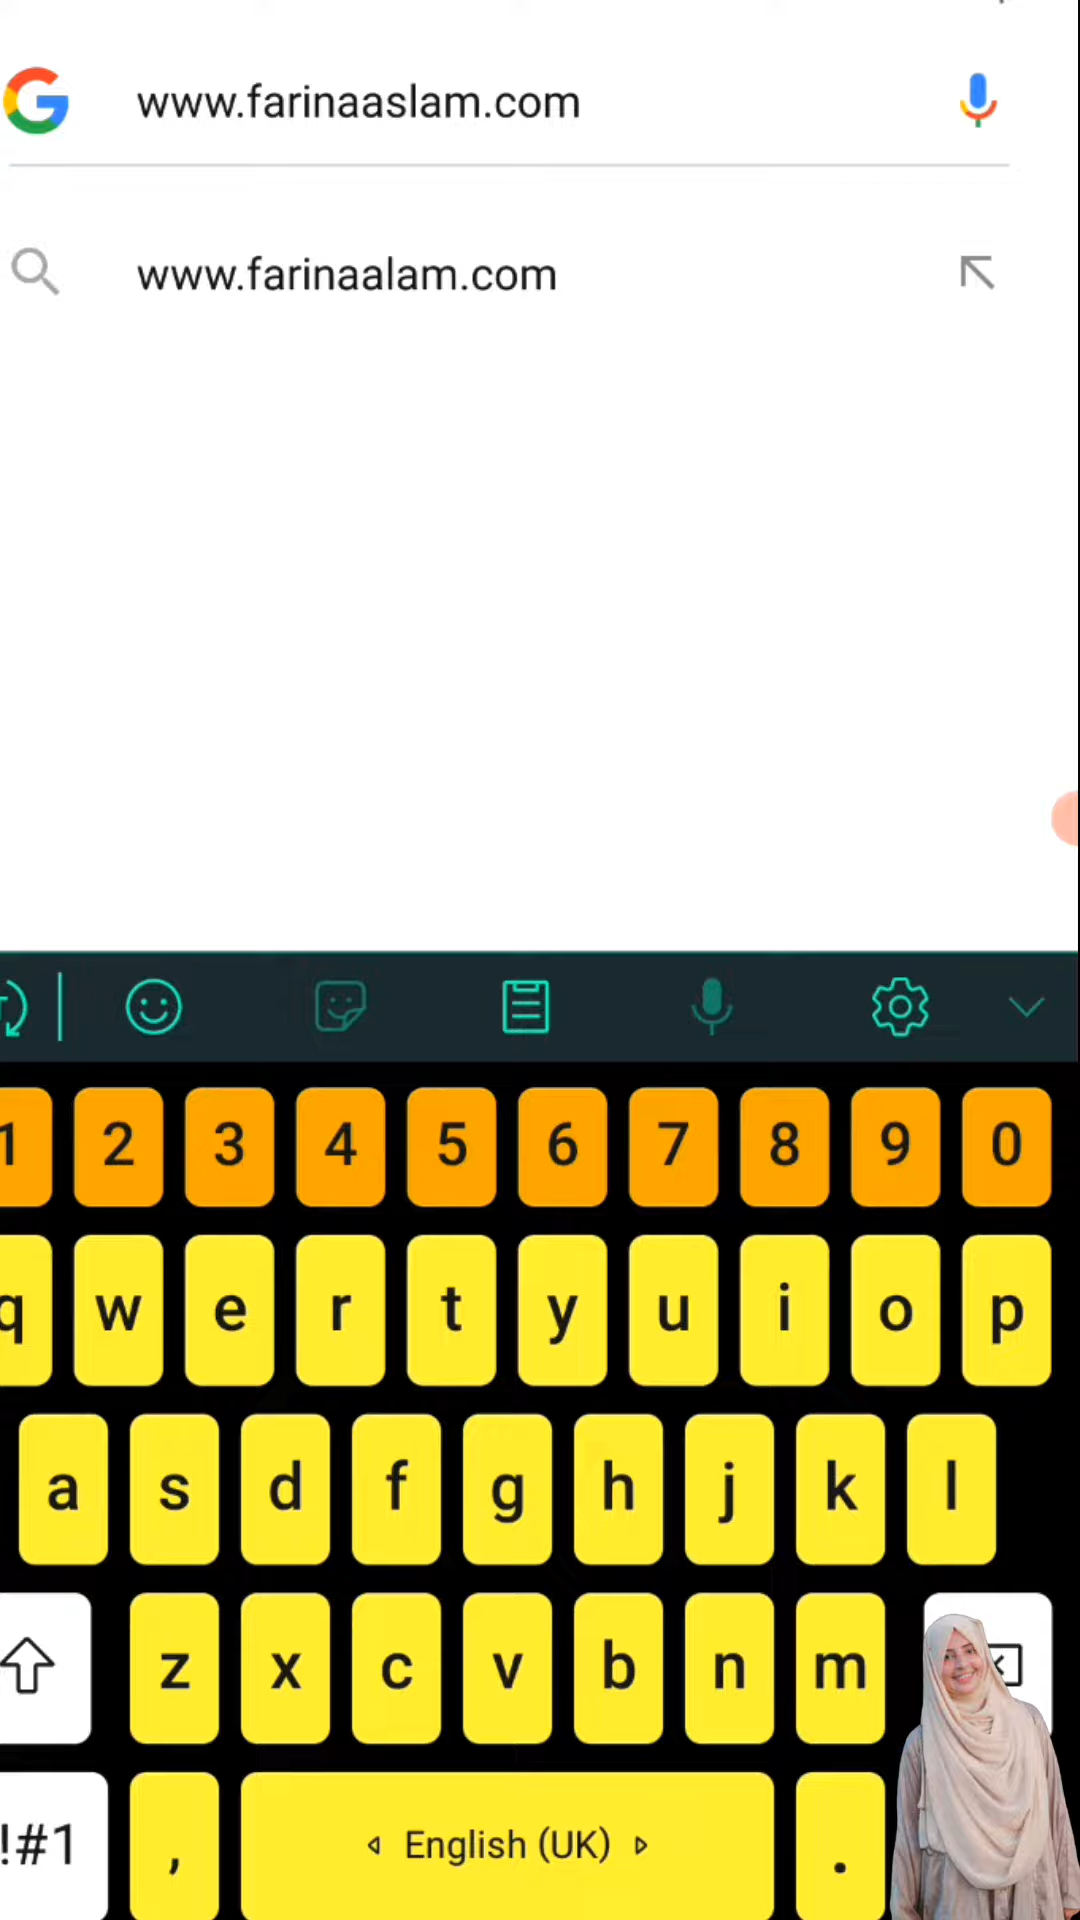 www.farinaaslam.com
www.farinaalam.com
1 2 3 4 5 6 7 8 9 0
q w e r t y u i o p
a s d f g h j k l
z x c v b n m
!#1 , English (UK) .